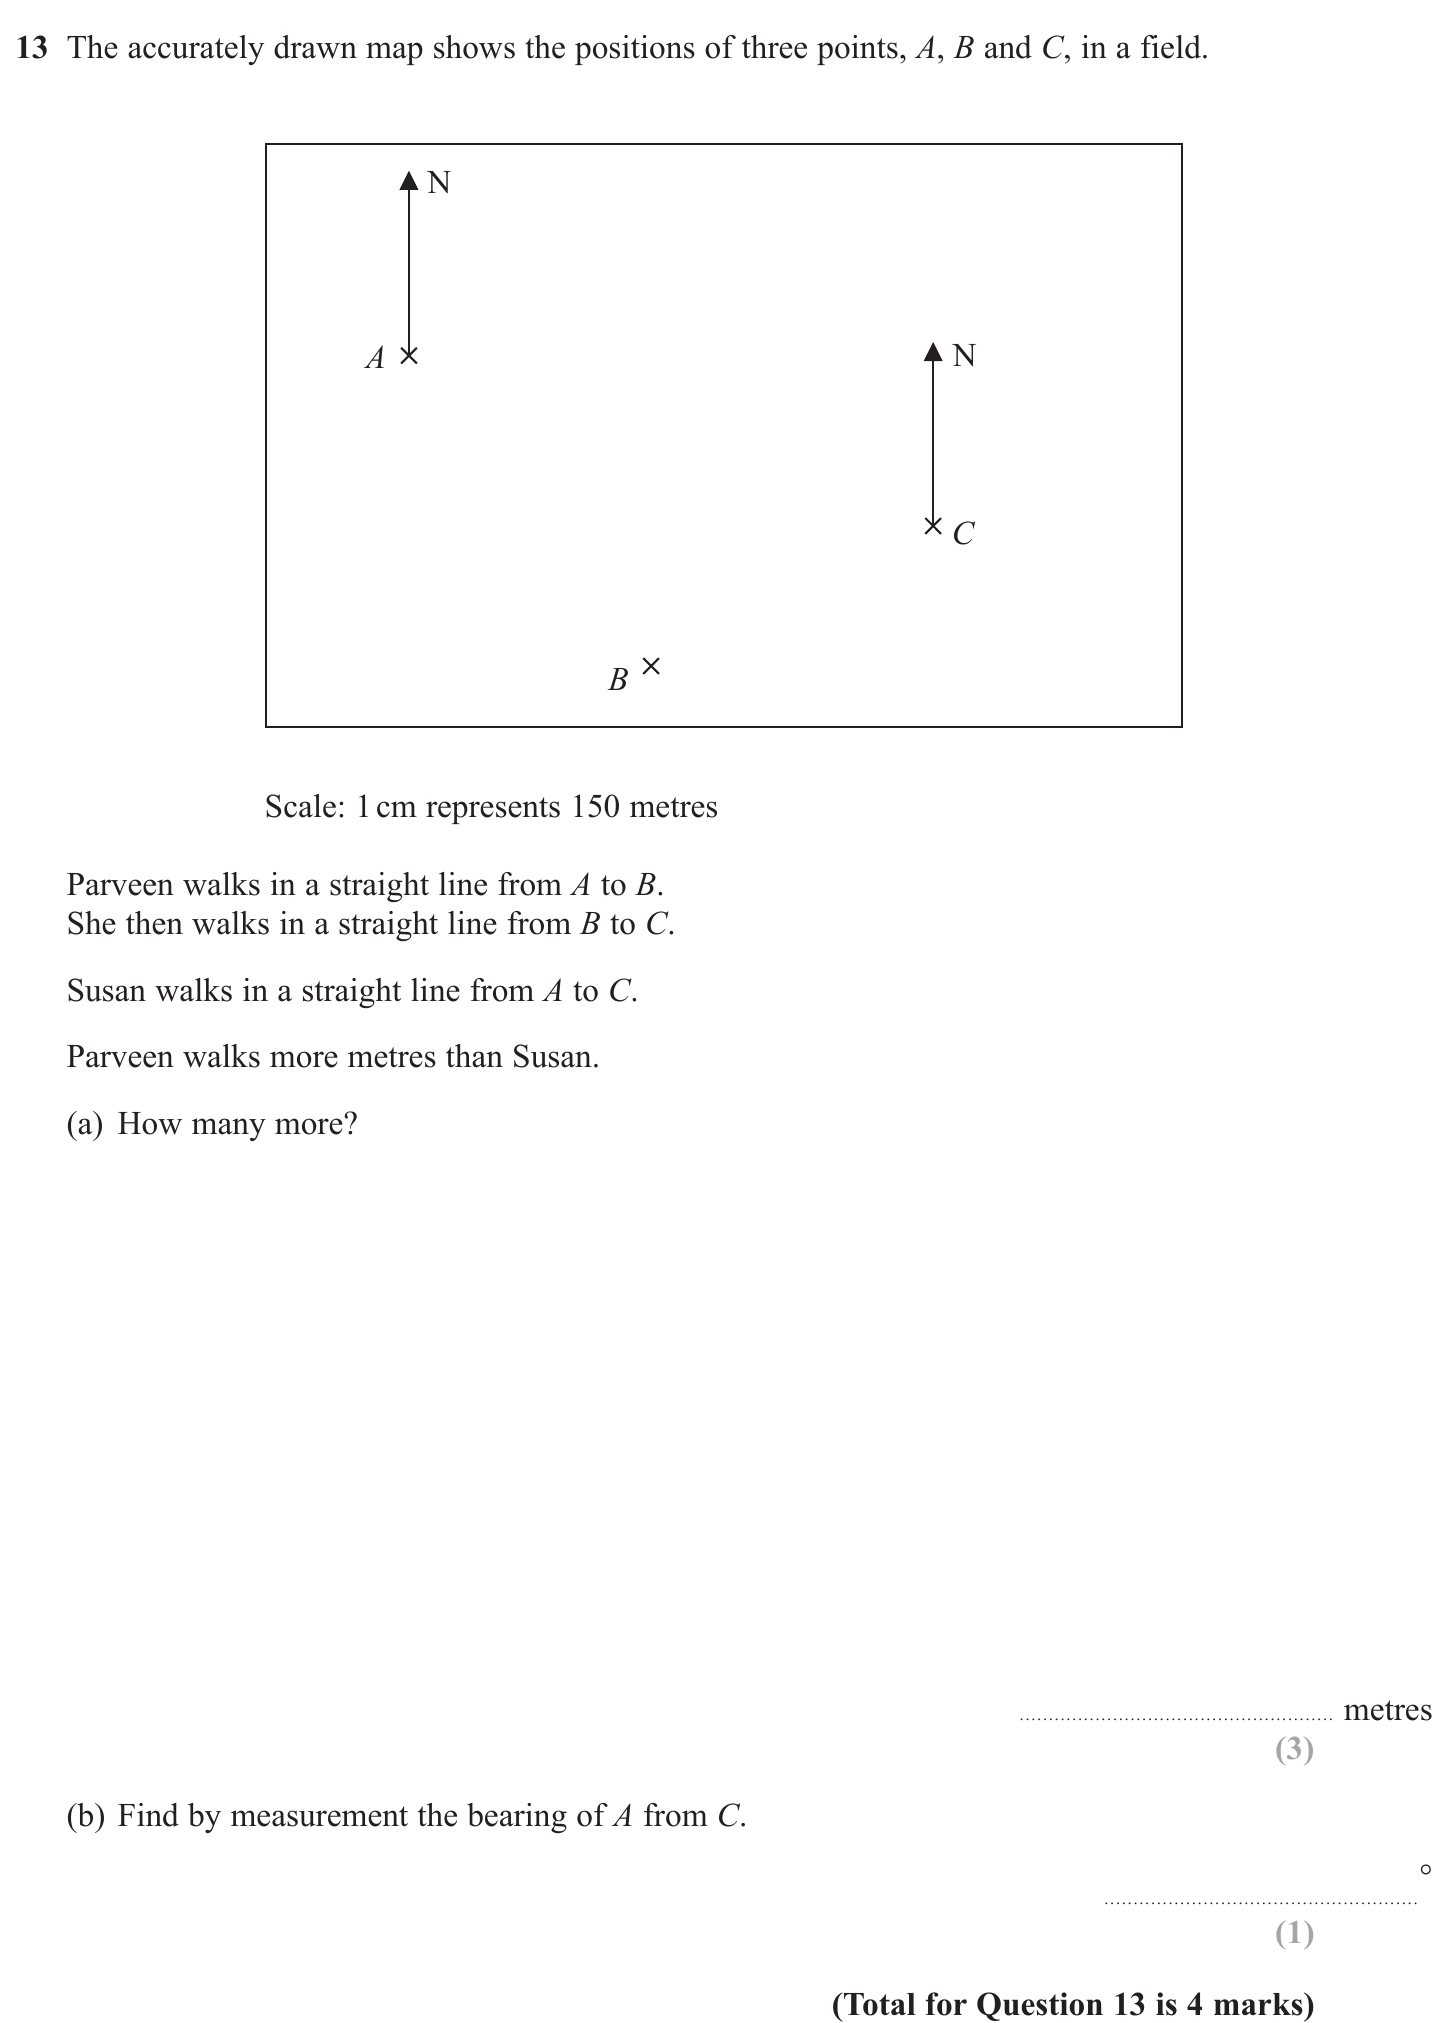 13 The accurately drawn map shows the positions of three points, A, B and C, in a field.
N
A
N
C
B
Scale: 1 cm represents 150 metres
Parveen walks in a straight line from A to B.
She then walks in a straight line from B to C.
Susan walks in a straight line from A to C.
Parveen walks more metres than Susan.
(a) How many more?
metres
(3)
(b) Find by measurement the bearing of A from C.
°
(1)
(Total for Question 13 is 4 marks)